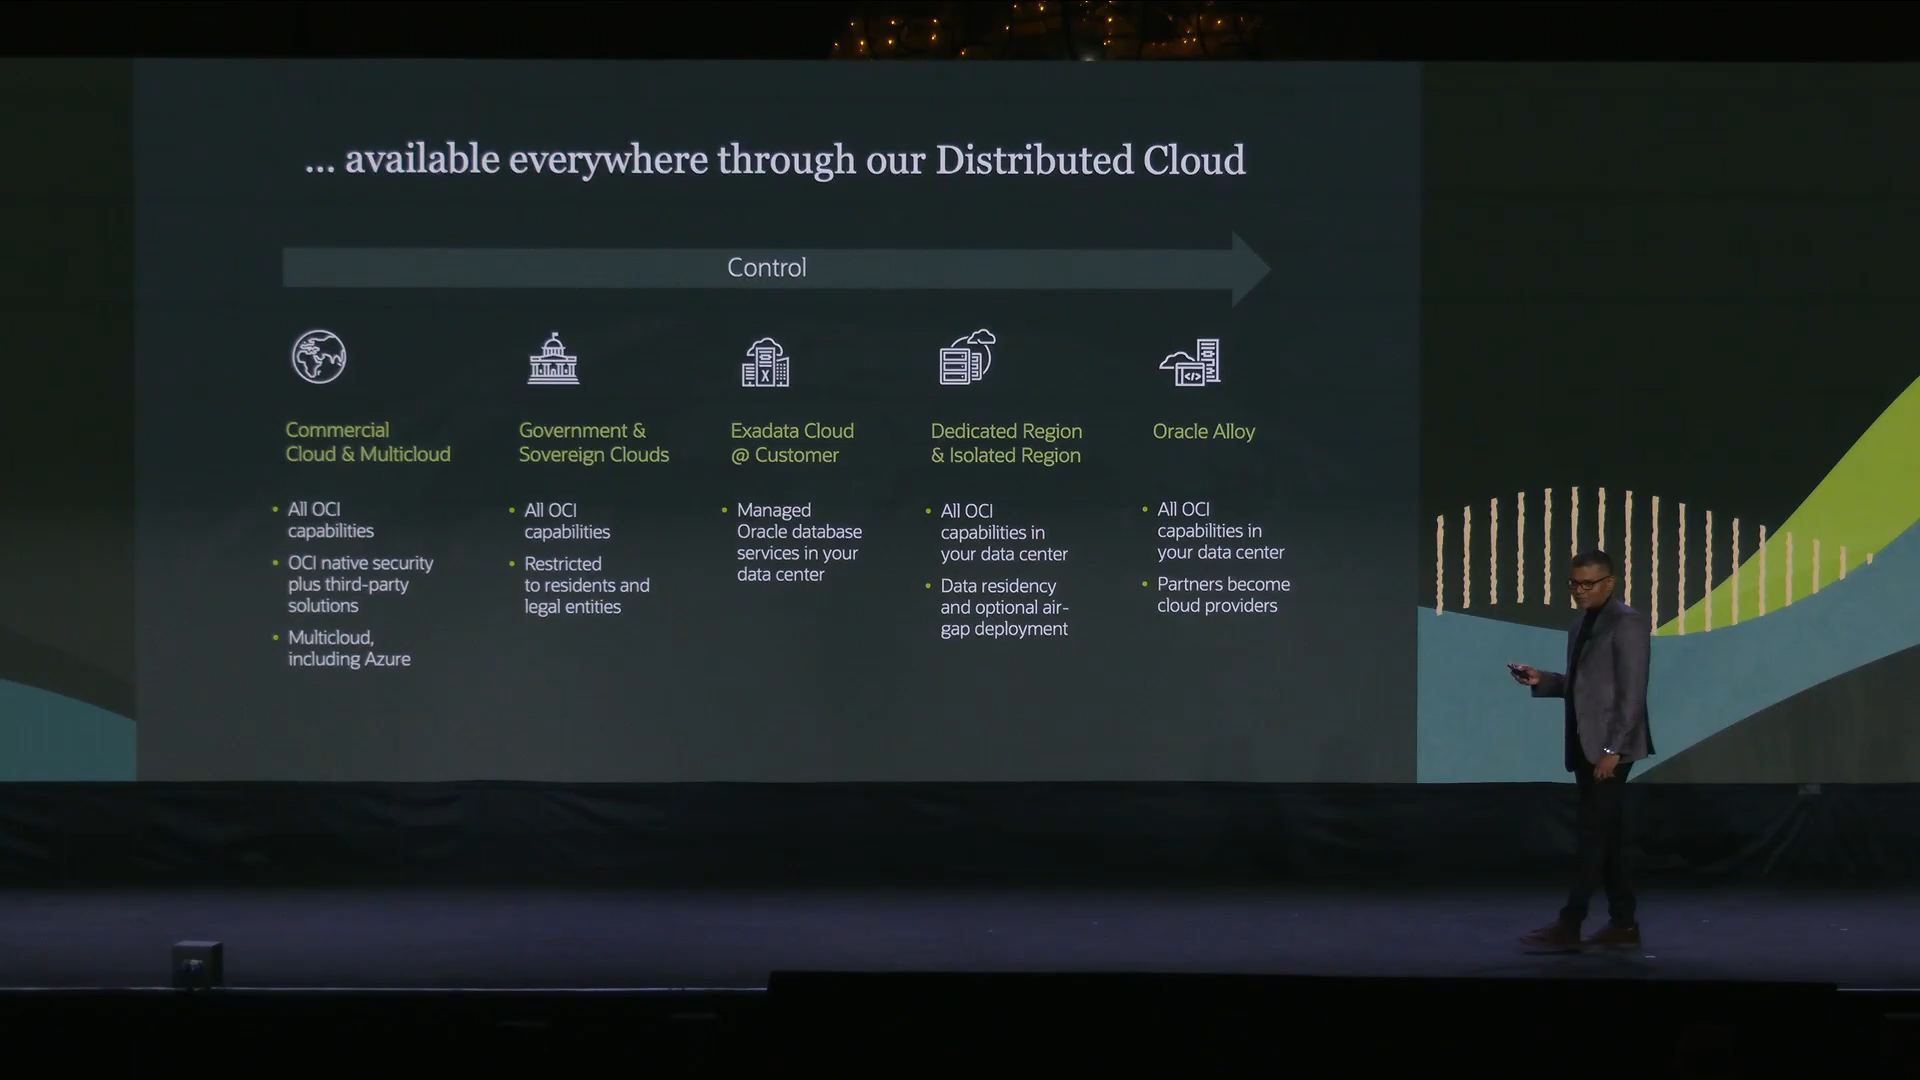 ... available everywhere through our Distributed Cloud
Control
Commercial
Cloud & Multicloud
• All OCI
capabilities
• OCI native security
plus third-party
solutions
• Multicloud,
including Azure
Government &
Sovereign Clouds
• All OCI
capabilities
• Restricted
to residents and
legal entities
X
Exadata Cloud
@ Customer
• Managed
Oracle database
services in your
data center
Dedicated Region
& Isolated Region
• All OCI
capabilities in
your data center
• Data residency
and optional air-
gap deployment
</>
Oracle Alloy
• All OCI
capabilities in
your data center
• Partners become
cloud providers